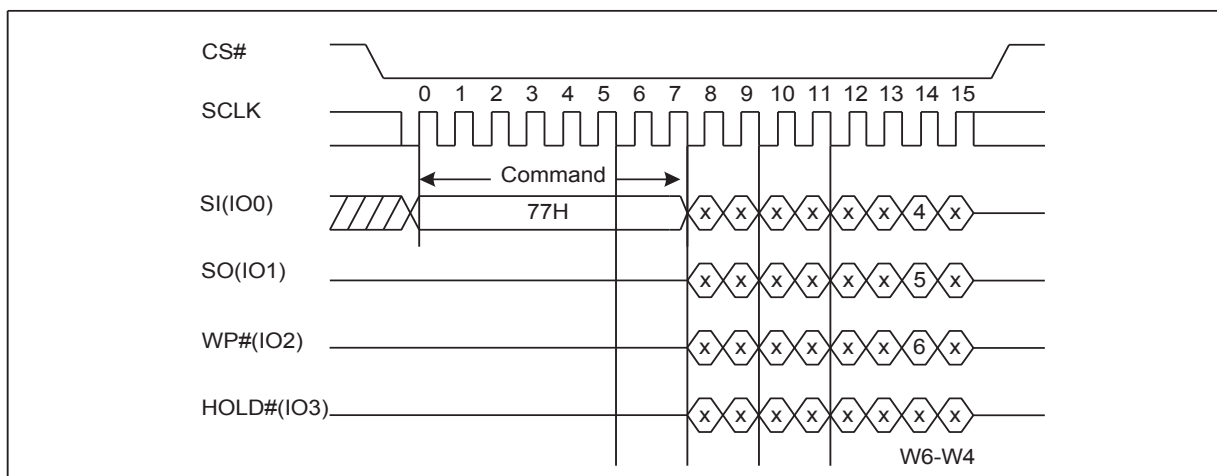 CS#
SCLK
0 1 2 3 4 5 6 7 8 9 10 11 12 13 14 15
Command
SI(IO0)
77H
x x x x x x 4 x
SO(IO1)
x x x x x x 5 x
WP#(IO2)
x x x x x x 6 x
HOLD#(IO3)
x x x x x x x x
W6-W4